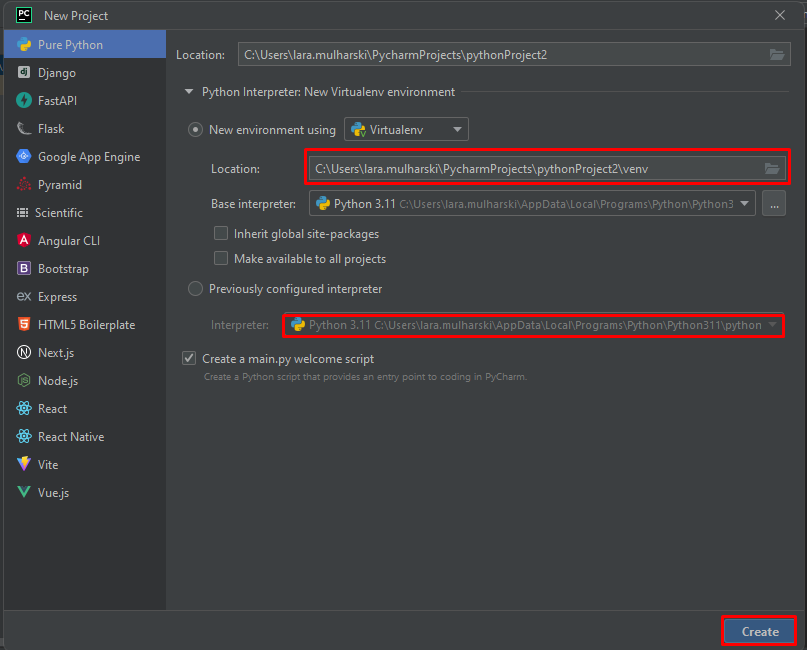 New Project
Pure Python
Django
FastAPI
Flask
Google App Engine
Pyramid
Scientific
Angular CLI
Bootstrap
Express
HTML5 Boilerplate
Next.js
Node.js
React
React Native
Vite
Vue.js
Location: C:\Users\lara.mulharski\PycharmProjects\pythonProject2
Python Interpreter: New Virtualenv environment
New environment using Virtualenv
Location: C:\Users\lara.mulharski\PycharmProjects\pythonProject2\venv
Base interpreter: Python 3.11 C:\Users\lara.mulharski\AppData\Local\Programs\Python\Python3 ...
Inherit global site-packages
Make available to all projects
Previously configured interpreter
Interpreter: Python 3.11 C:\Users\lara.mulharski\AppData\Local\Programs\Python\Python311\python
Create a main.py welcome script
Create a Python script that provides an entry point to coding in PyCharm.
Create